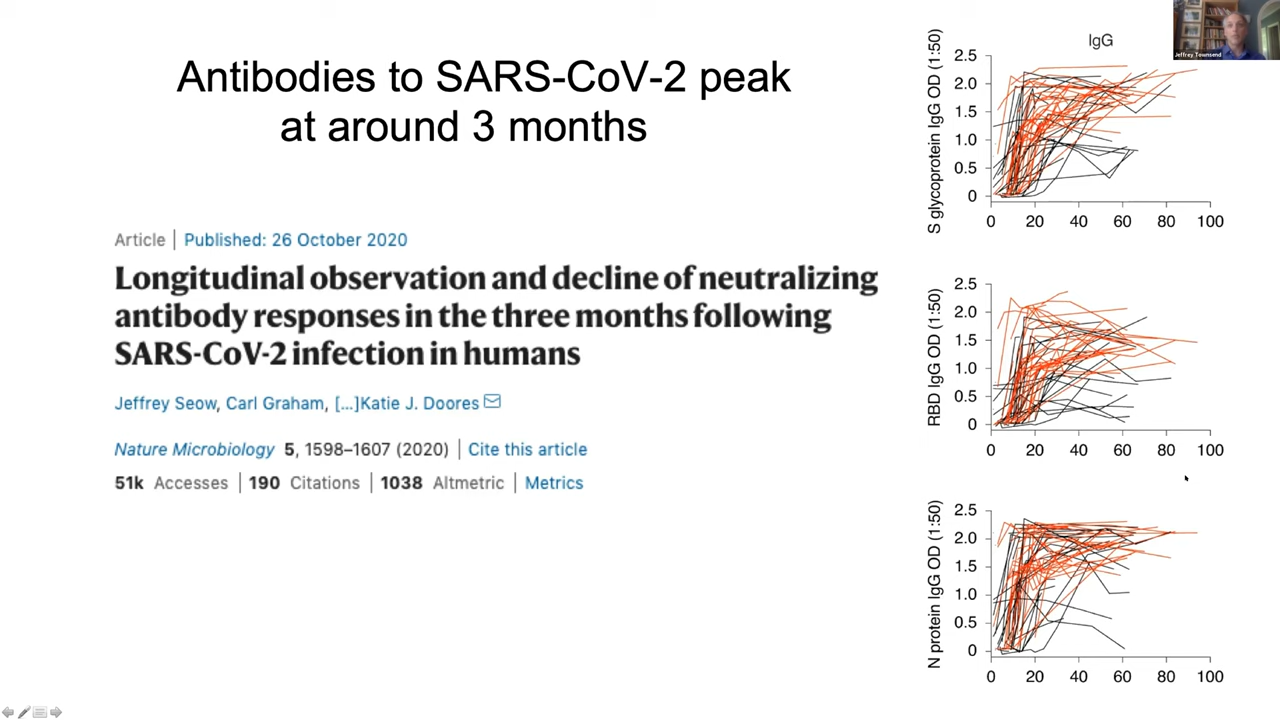 Antibodies to SARS-CoV-2 peak
at around 3 months
Article | Published: 26 October 2020
Longitudinal observation and decline of neutralizing
antibody responses in the three months following
SARS-CoV-2 infection in humans
Jeffrey Seow, Carl Graham, [...]Katie J. Doores
Nature Microbiology 5, 1598–1607 (2020) | Cite this article
51k Accesses | 190 Citations | 1038 Altmetric | Metrics
Jeffrey Townsend
IgG
S glycoprotein IgG OD (1:50)
2.5
2.0
1.5
1.0
0.5
0
0 20 40 60 80 100
RBD IgG OD (1:50)
2.5
2.0
1.5
1.0
0.5
0
0 20 40 60 80 100
N protein IgG OD (1:50)
2.5
2.0
1.5
1.0
0.5
0
0 20 40 60 80 100